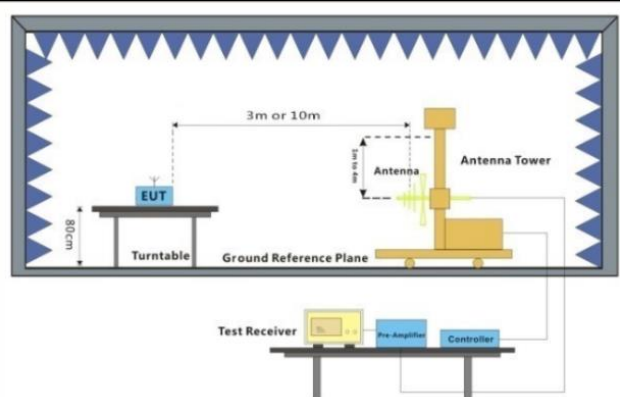 3m or 10m
1m to 4m
Antenna
Antenna Tower
EUT
80cm
Turntable
Ground Reference Plane
Test Receiver
Pre-Amplifier
Controller